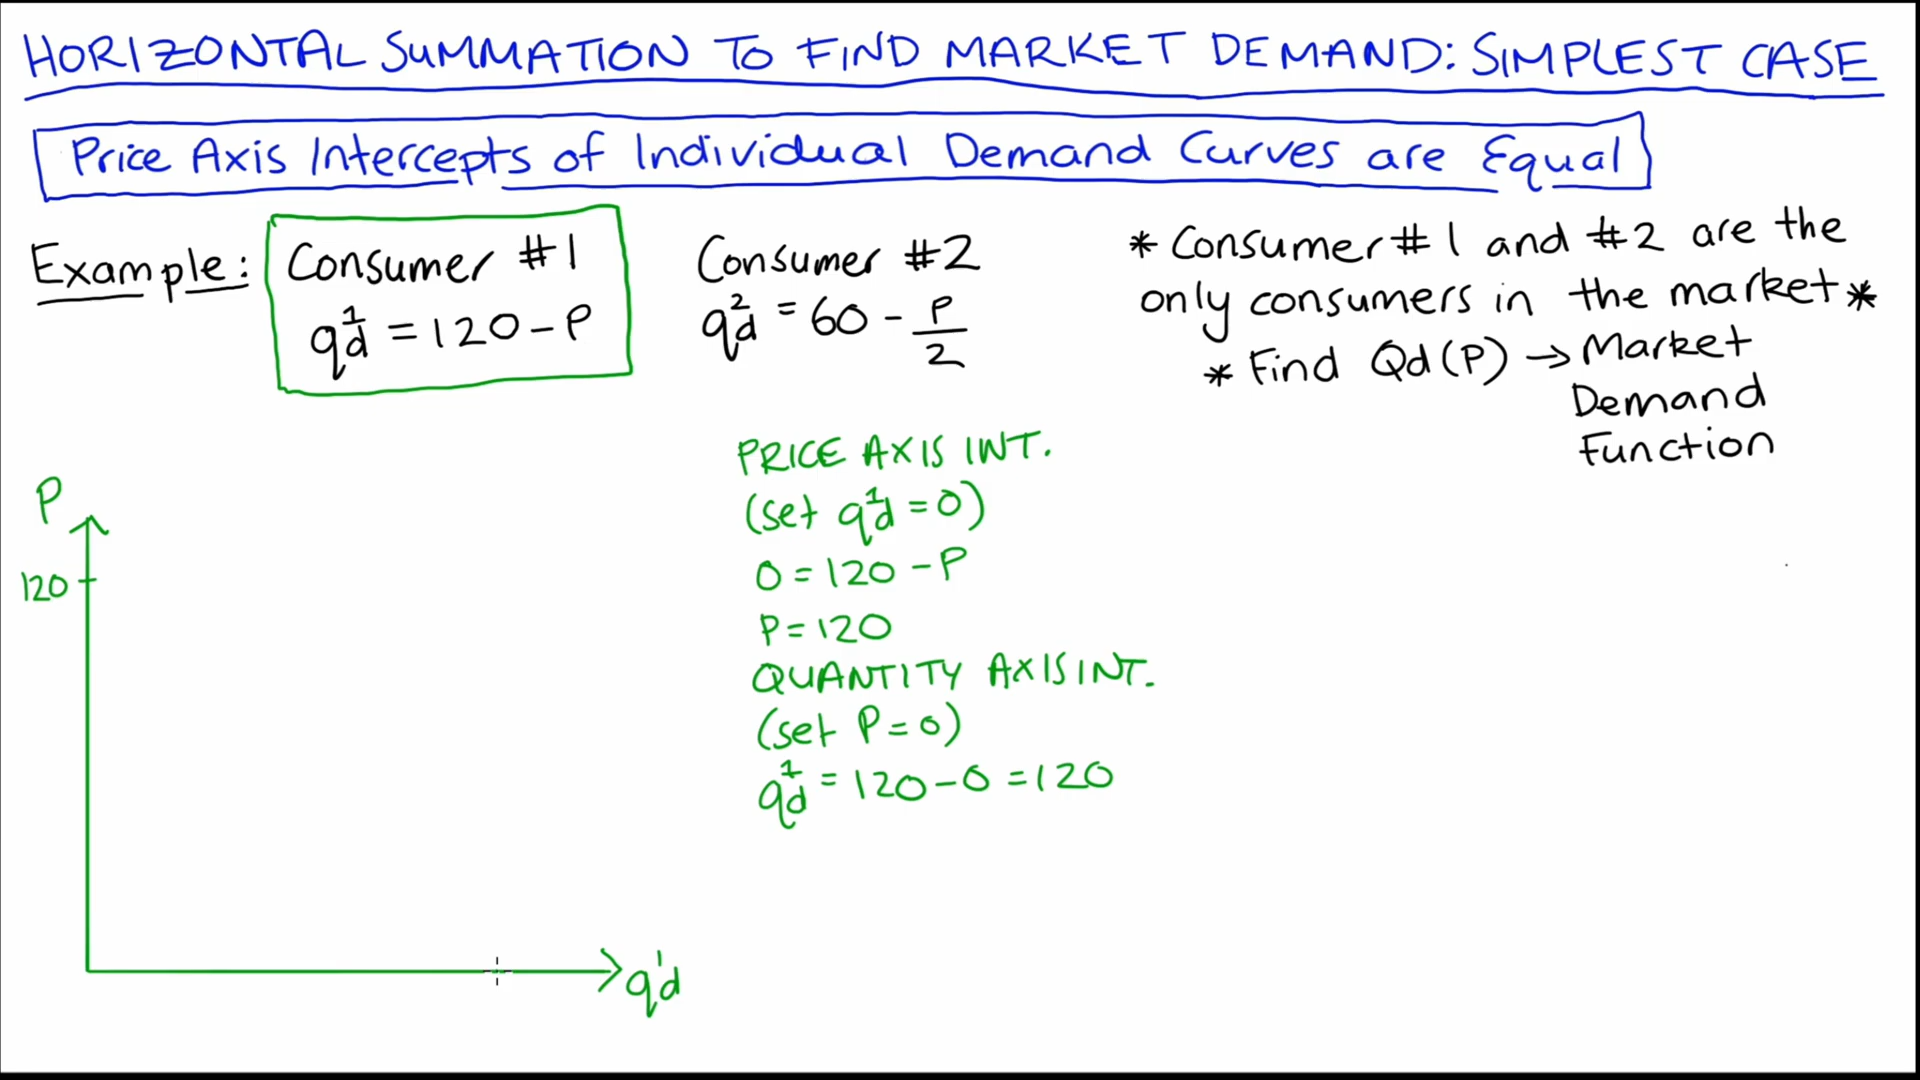 HORIZONTAL SUMMATION TO FIND MARKET DEMAND: SIMPLEST CASE
Price Axis Intercepts of Individual Demand Curves are Equal
Example:
Consumer #1
q¹d = 120 - P
Consumer #2
q²d = 60 - P/2
* Consumer #1 and #2 are the
only consumers in the market *
* Find Qd(P) → Market
Demand
Function
PRICE AXIS INT.
(set q¹d = 0)
0 = 120 - P
P = 120
QUANTITY AXIS INT.
(set P = 0)
q¹d = 120 - 0 = 120
P
120
q¹d